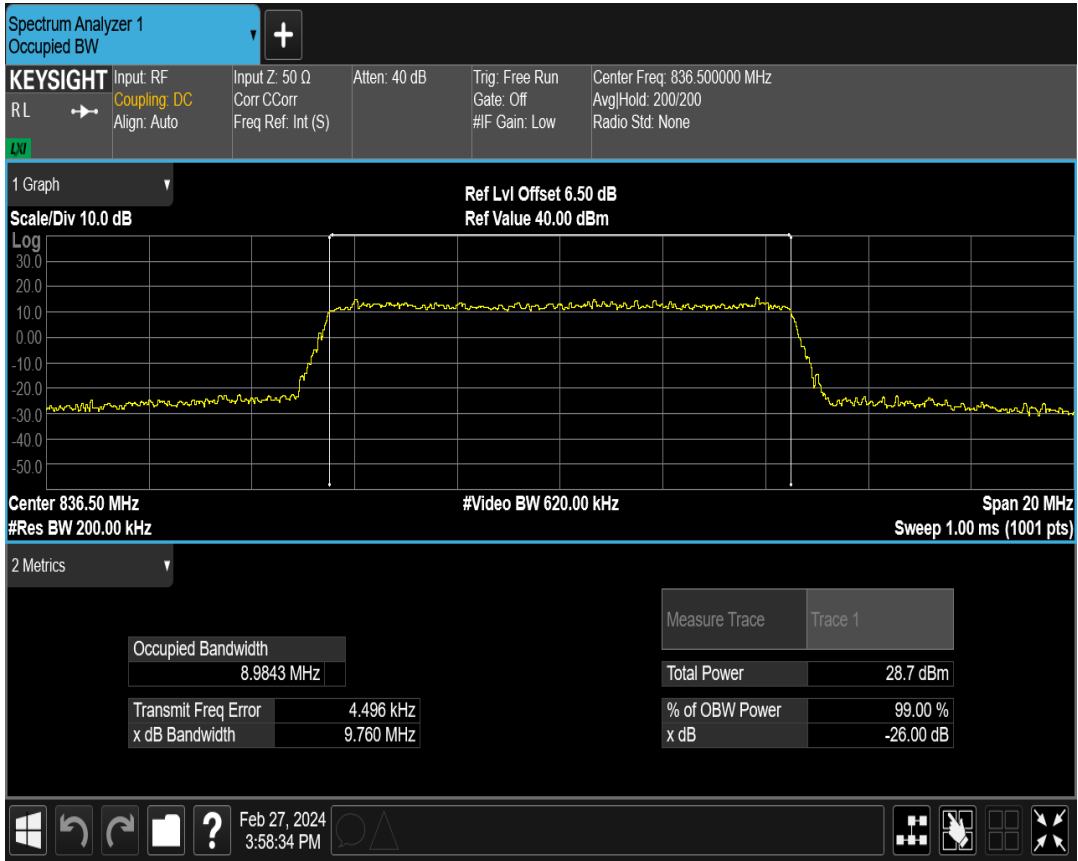 Spectrum Analyzer 1
Occupied BW
+
KEYSIGHT
R L
LXI
Input: RF
Coupling: DC
Align: Auto
Input Z: 50 Ω
Corr CCorr
Freq Ref: Int (S)
Atten: 40 dB
Trig: Free Run
Gate: Off
#IF Gain: Low
Center Freq: 836.500000 MHz
Avg|Hold: 200/200
Radio Std: None
1 Graph
Scale/Div 10.0 dB
Ref Lvl Offset 6.50 dB
Ref Value 40.00 dBm
Log
30.0
20.0
10.0
0.00
-10.0
-20.0
-30.0
-40.0
-50.0
Center 836.50 MHz
#Video BW 620.00 kHz
Span 20 MHz
#Res BW 200.00 kHz
Sweep 1.00 ms (1001 pts)
2 Metrics
Measure Trace Trace 1
Occupied Bandwidth
8.9843 MHz
Total Power 28.7 dBm
Transmit Freq Error 4.496 kHz
% of OBW Power 99.00 %
x dB Bandwidth 9.760 MHz
x dB -26.00 dB
?
Feb 27, 2024
3:58:34 PM